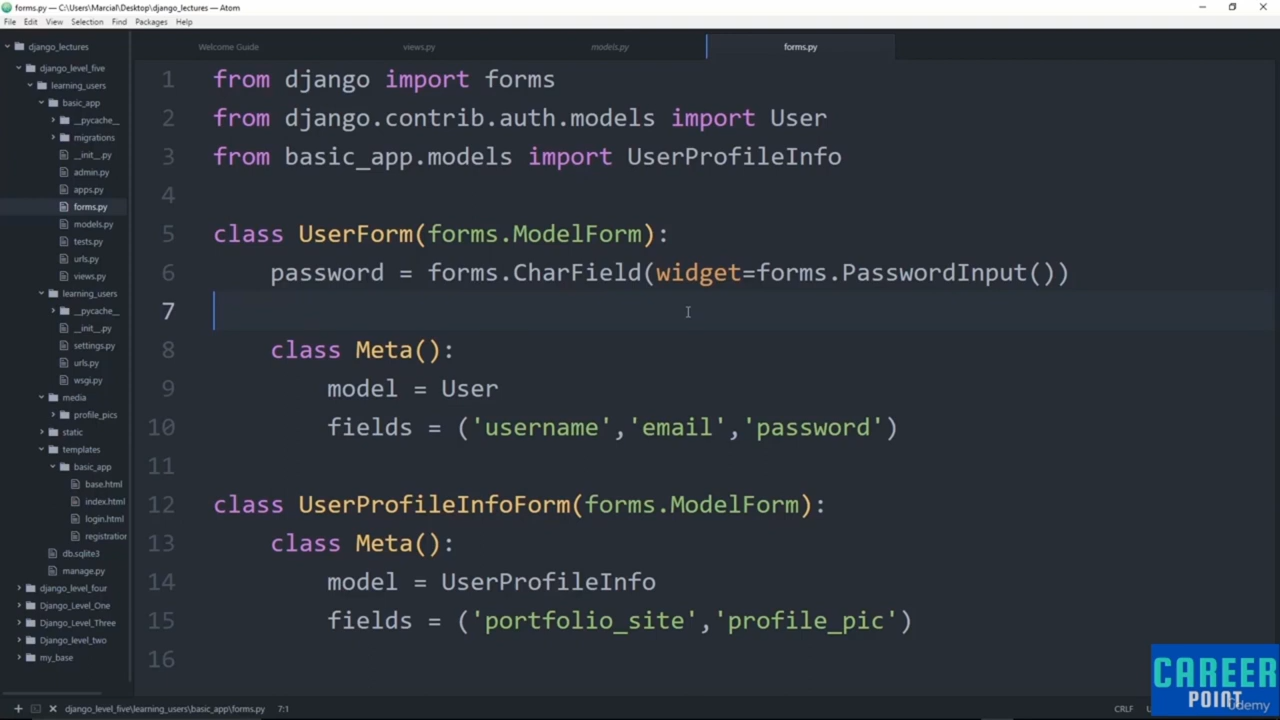 forms.py — C:\Users\Marcial\Desktop\django_lectures — Atom
File Edit View Selection Find Packages Help
django_lectures
django_level_five
learning_users
basic_app
__pycache__
migrations
__init__.py
admin.py
apps.py
forms.py
models.py
tests.py
urls.py
views.py
learning_users
__pycache__
__init__.py
settings.py
urls.py
wsgi.py
media
profile_pics
static
templates
basic_app
base.html
index.html
login.html
registration
db.sqlite3
manage.py
django_level_four
Django_Level_One
Django_Level_Three
Django_level_two
my_base
Welcome Guide views.py models.py forms.py
1 from django import forms
2 from django.contrib.auth.models import User
3 from basic_app.models import UserProfileInfo
4
5 class UserForm(forms.ModelForm):
6 password = forms.CharField(widget=forms.PasswordInput())
7
8 class Meta():
9 model = User
10 fields = ('username','email','password')
11
12 class UserProfileInfoForm(forms.ModelForm):
13 class Meta():
14 model = UserProfileInfo
15 fields = ('portfolio_site','profile_pic')
16
django_level_five\learning_users\basic_app\forms.py 7:1
CRLF
CAREER
POINT
Udemy